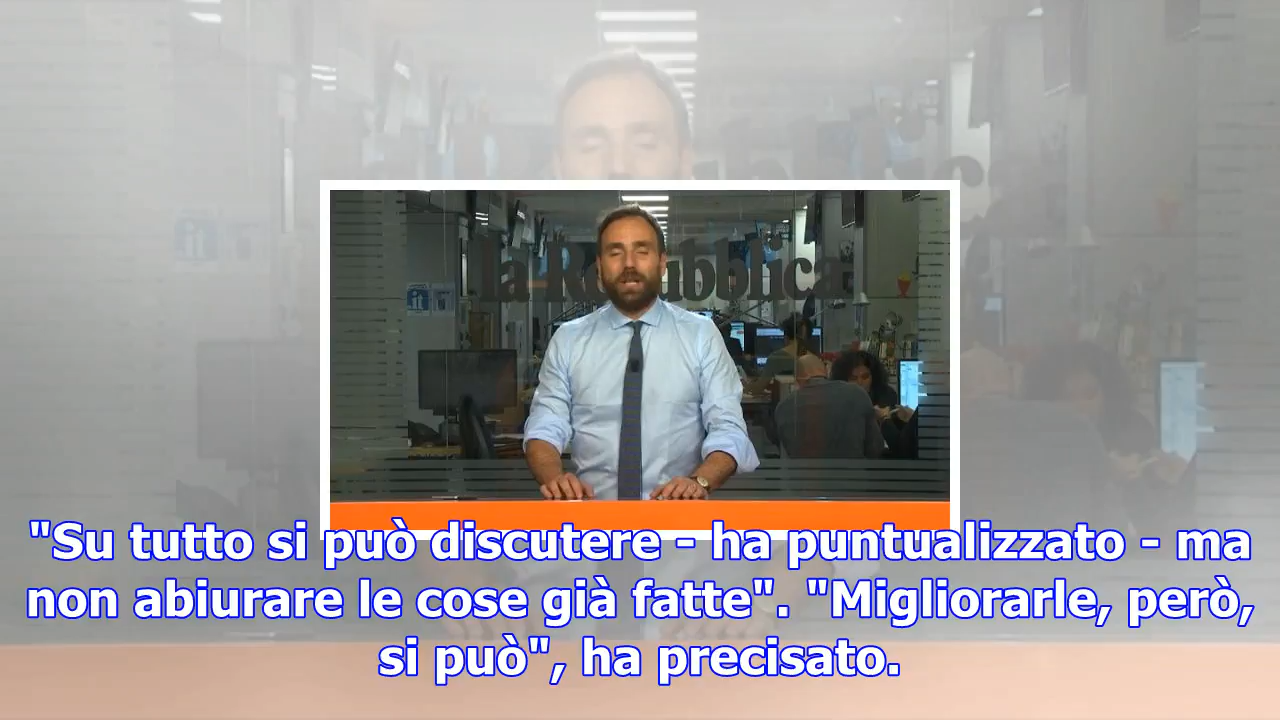 la Repubblica
"Su tutto si può discutere - ha puntualizzato - ma
non abiurare le cose già fatte". "Migliorarle, però,
si può", ha precisato.